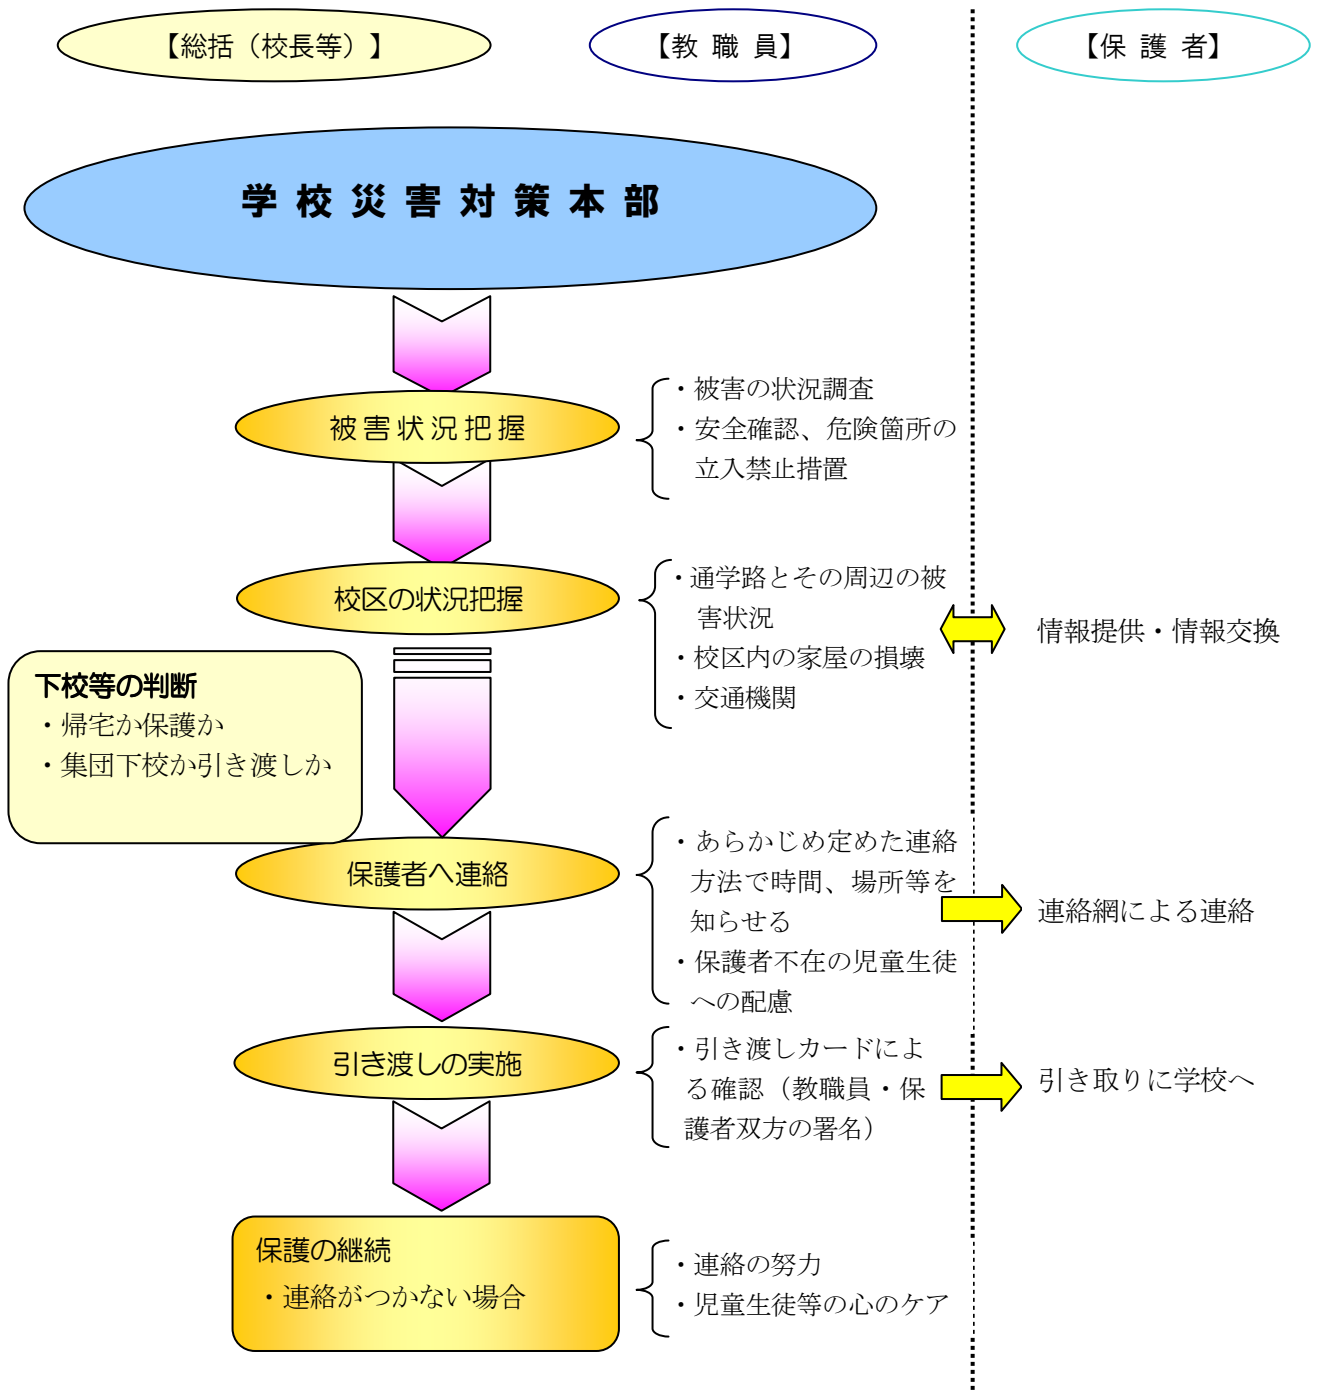 【総括（校長等）】
【教 職 員】
【保 護 者】
学 校 災 害 対 策 本 部
被 害 状 況 把 握
・被害の状況調査
・安全確認、危険箇所の
立入禁止措置
校区の状況把握
・通学路とその周辺の被
害状況
・校区内の家屋の損壊
・交通機関
情報提供・情報交換
下校等の判断
・帰宅か保護か
・集団下校か引き渡しか
保護者へ連絡
・あらかじめ定めた連絡
方法で時間、場所等を
知らせる
・保護者不在の児童生徒
への配慮
連絡網による連絡
引き渡しの実施
・引き渡しカードによ
る確認（教職員・保
護者双方の署名）
引き取りに学校へ
保護の継続
・連絡がつかない場合
・連絡の努力
・児童生徒等の心のケア